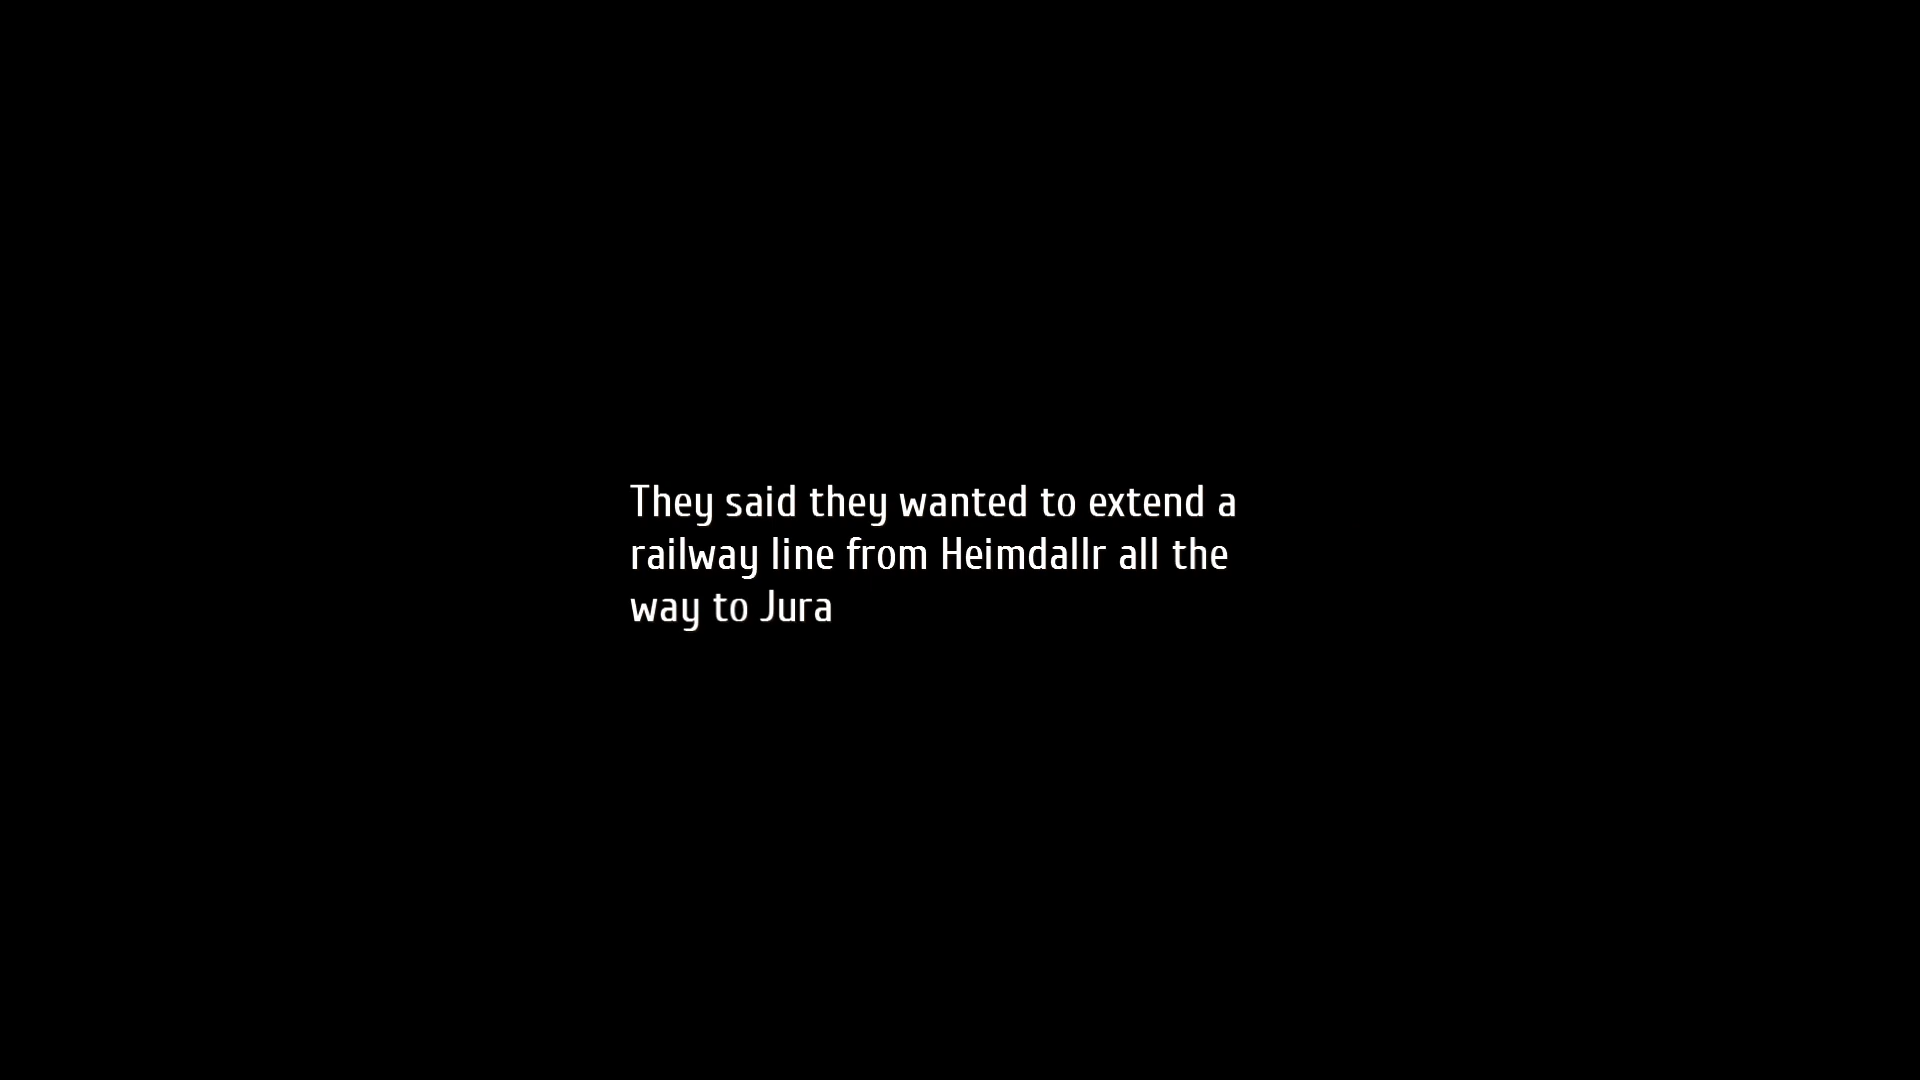 They said they wanted to extend a
railway line from Heimdallr all the
way to Jura